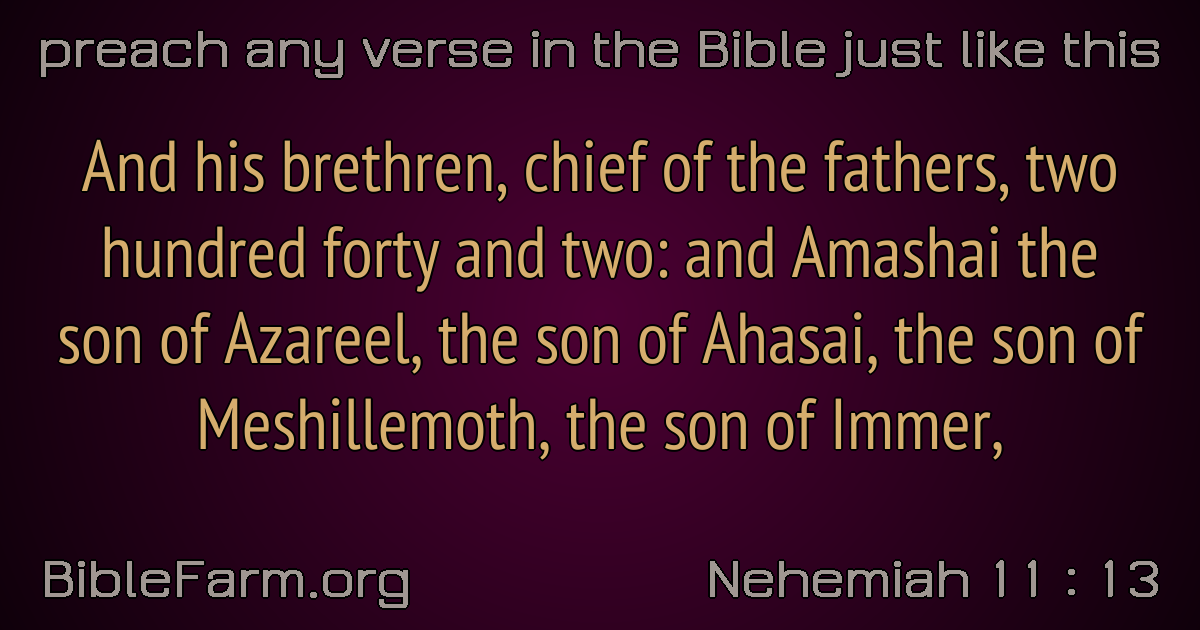 preach any verse in the Bible just like this
And his brethren, chief of the fathers, two
hundred forty and two: and Amashai the
son of Azareel, the son of Ahasai, the son of
Meshillemoth, the son of Immer,
BibleFarm.org
Nehemiah 11 : 13